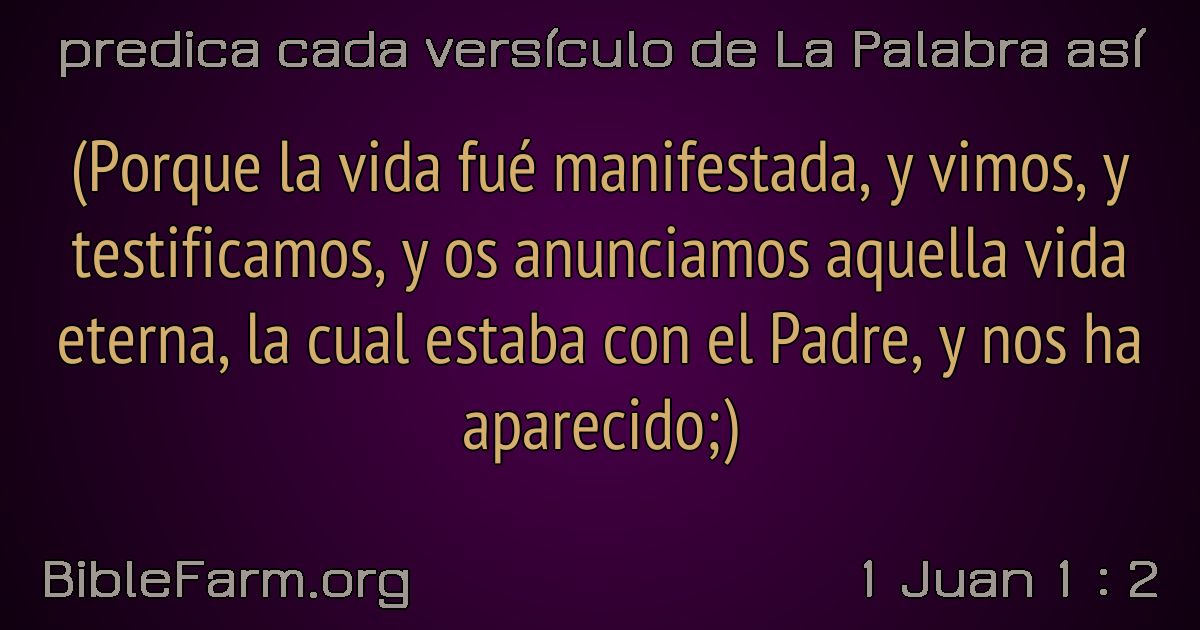 predica cada versículo de La Palabra así
(Porque la vida fué manifestada, y vimos, y
testificamos, y os anunciamos aquella vida
eterna, la cual estaba con el Padre, y nos ha
aparecido;)
BibleFarm.org
1 Juan 1 : 2